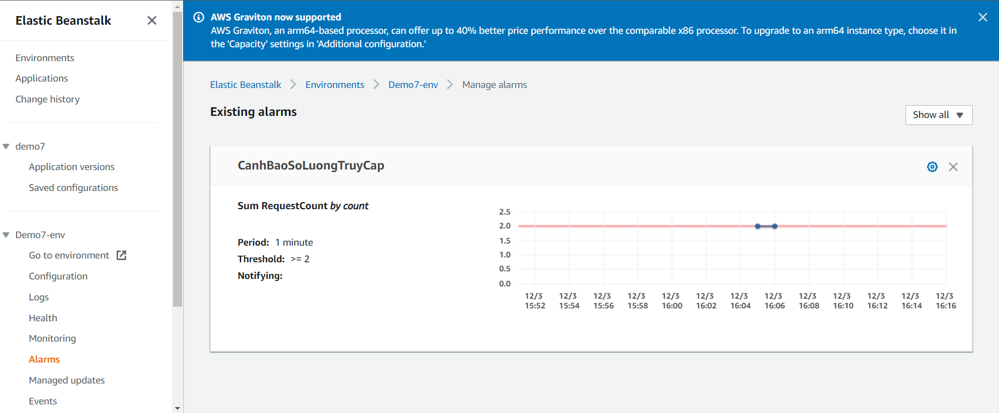 Elastic Beanstalk
Environments
Applications
Change history
demo7
Application versions
Saved configurations
Demo7-env
Go to environment
Configuration
Logs
Health
Monitoring
Alarms
Managed updates
Events
AWS Graviton now supported
AWS Graviton, an arm64-based processor, can offer up to 40% better price performance over the comparable x86 processor. To upgrade to an arm64 instance type, choose it in
the 'Capacity' settings in 'Additional configuration.'
Elastic Beanstalk > Environments > Demo7-env > Manage alarms
Existing alarms
Show all
CanhBaoSoLuongTruyCap
Sum RequestCount by count
Period: 1 minute
Threshold: >= 2
Notifying:
2.5
2.0
1.5
1.0
0.5
0.0
12/3 12/3 12/3 12/3 12/3 12/3 12/3 12/3 12/3 12/3 12/3 12/3 12/3
15:52 15:54 15:56 15:58 16:00 16:02 16:04 16:06 16:08 16:10 16:12 16:14 16:16